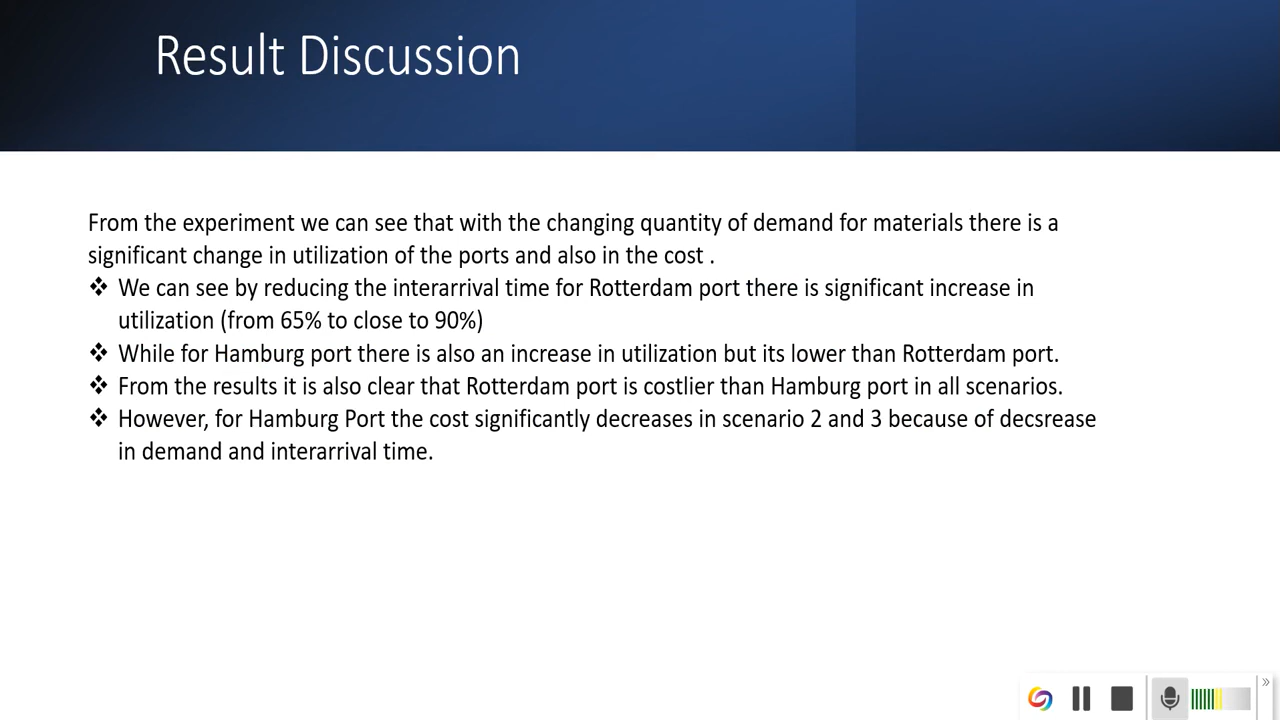 Result Discussion
From the experiment we can see that with the changing quantity of demand for materials there is a
significant change in utilization of the ports and also in the cost .
❖ We can see by reducing the interarrival time for Rotterdam port there is significant increase in
utilization (from 65% to close to 90%)
❖ While for Hamburg port there is also an increase in utilization but its lower than Rotterdam port.
❖ From the results it is also clear that Rotterdam port is costlier than Hamburg port in all scenarios.
❖ However, for Hamburg Port the cost significantly decreases in scenario 2 and 3 because of decsrease
in demand and interarrival time.
»